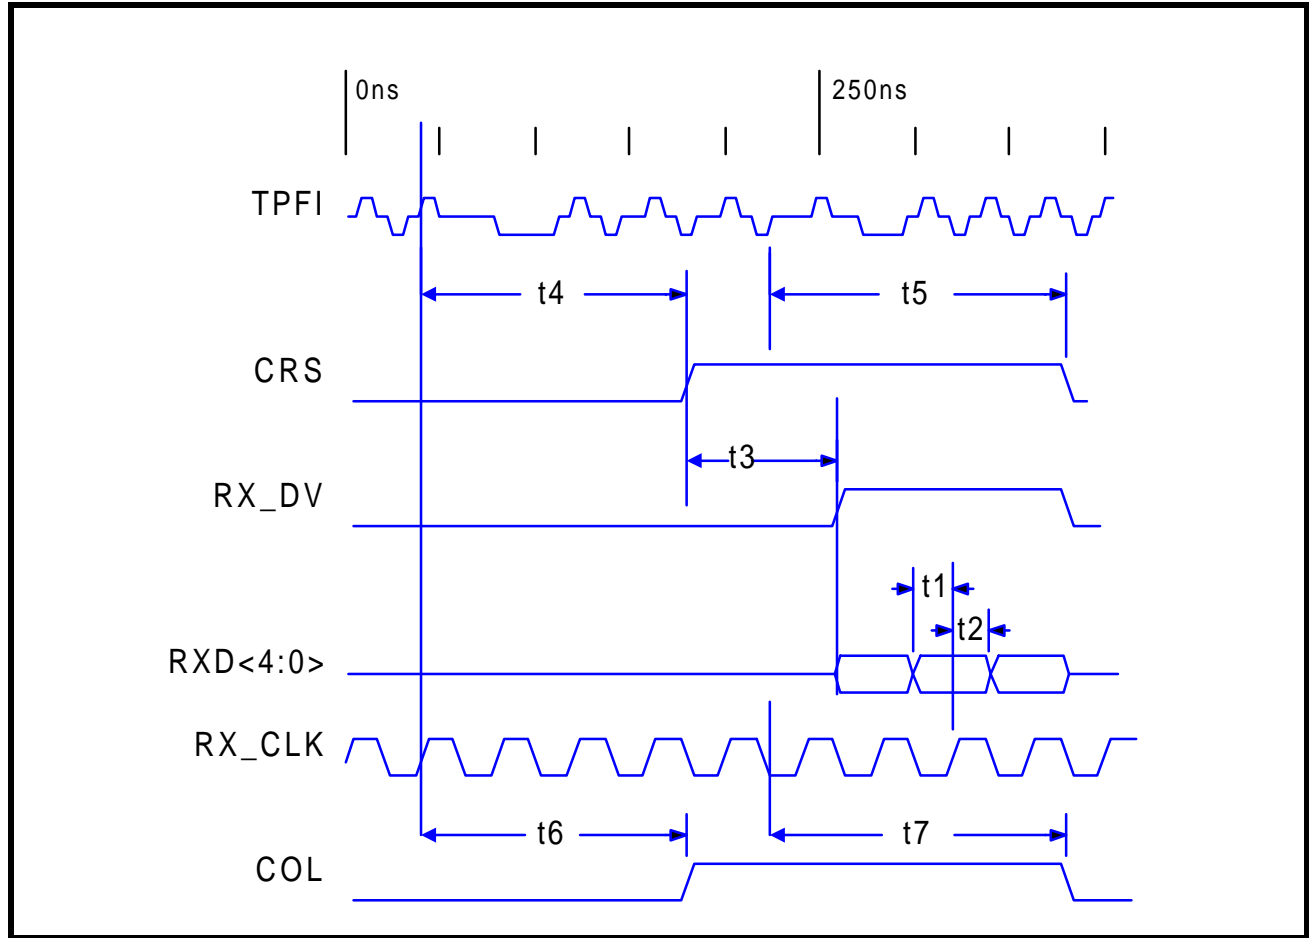 0ns
250ns
TPFI
t4
t5
CRS
t3
RX_DV
t1
t2
RXD<4:0>
RX_CLK
t6
t7
COL